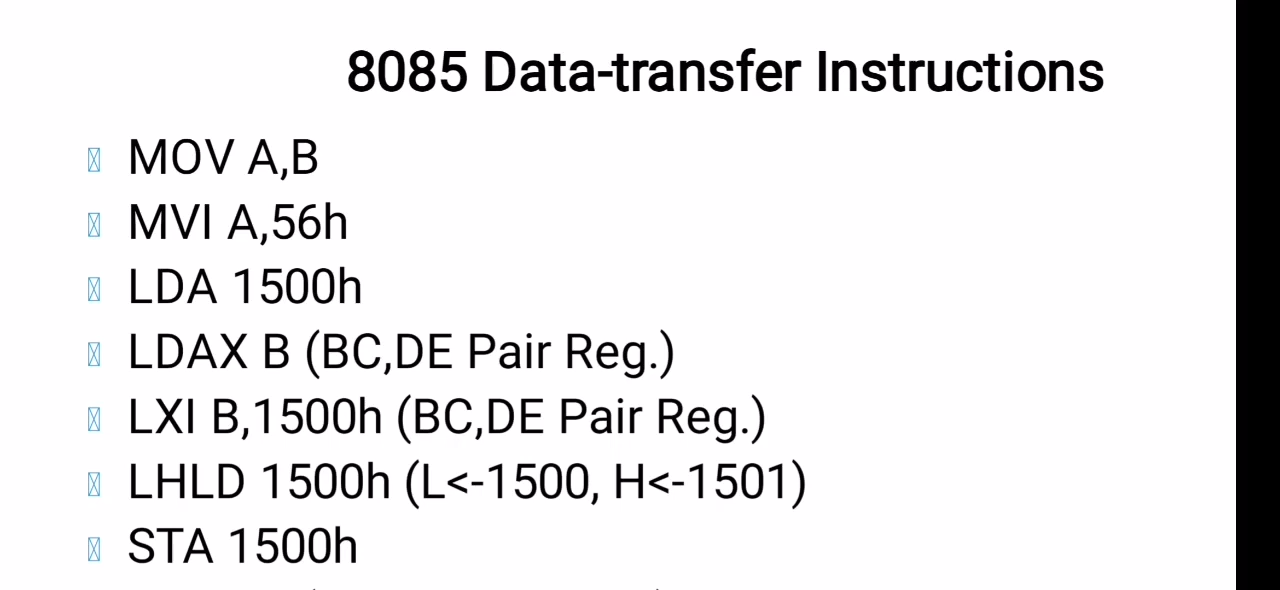 8085 Data-transfer Instructions
MOV A,B
MVI A,56h
LDA 1500h
LDAX B (BC,DE Pair Reg.)
LXI B,1500h (BC,DE Pair Reg.)
LHLD 1500h (L<-1500, H<-1501)
STA 1500h